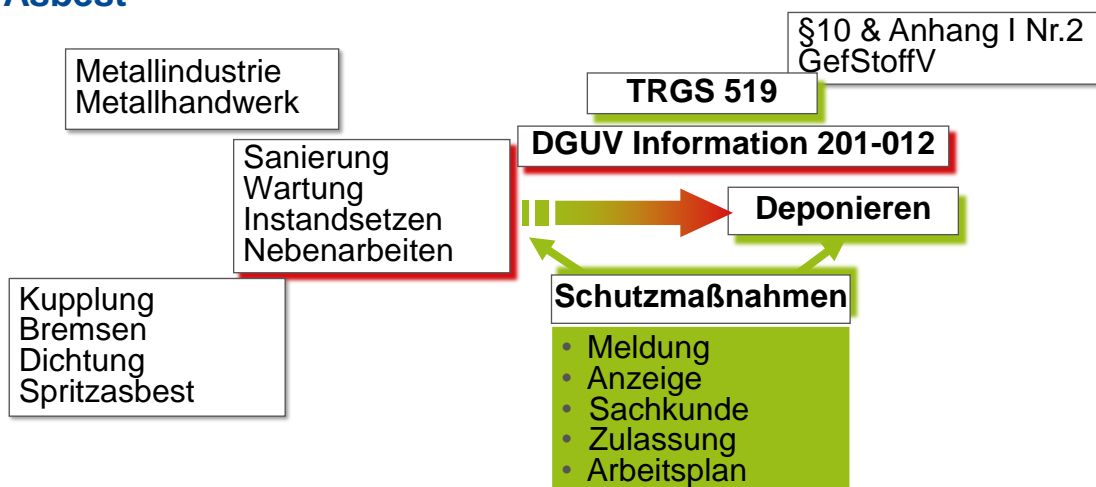 Asbest
§10 & Anhang I Nr.2
GefStoffV
Metallindustrie
Metallhandwerk
TRGS 519
DGUV Information 201-012
Sanierung
Wartung
Instandsetzen
Nebenarbeiten
Deponieren
Kupplung
Bremsen
Dichtung
Spritzasbest
Schutzmaßnahmen
• Meldung
• Anzeige
• Sachkunde
• Zulassung
• Arbeitsplan